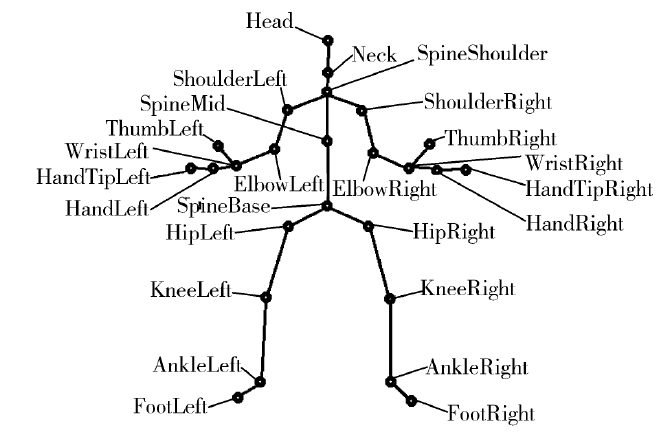 Head
Neck
SpineShoulder
ShoulderLeft
SpineMid
ShoulderRight
ThumbLeft
ThumbRight
WristLeft
WristRight
HandTipLeft
ElbowLeft
ElbowRight
HandTipRight
HandLeft
SpineBase
HandRight
HipLeft
HipRight
KneeLeft
KneeRight
AnkleLeft
AnkleRight
FootLeft
FootRight